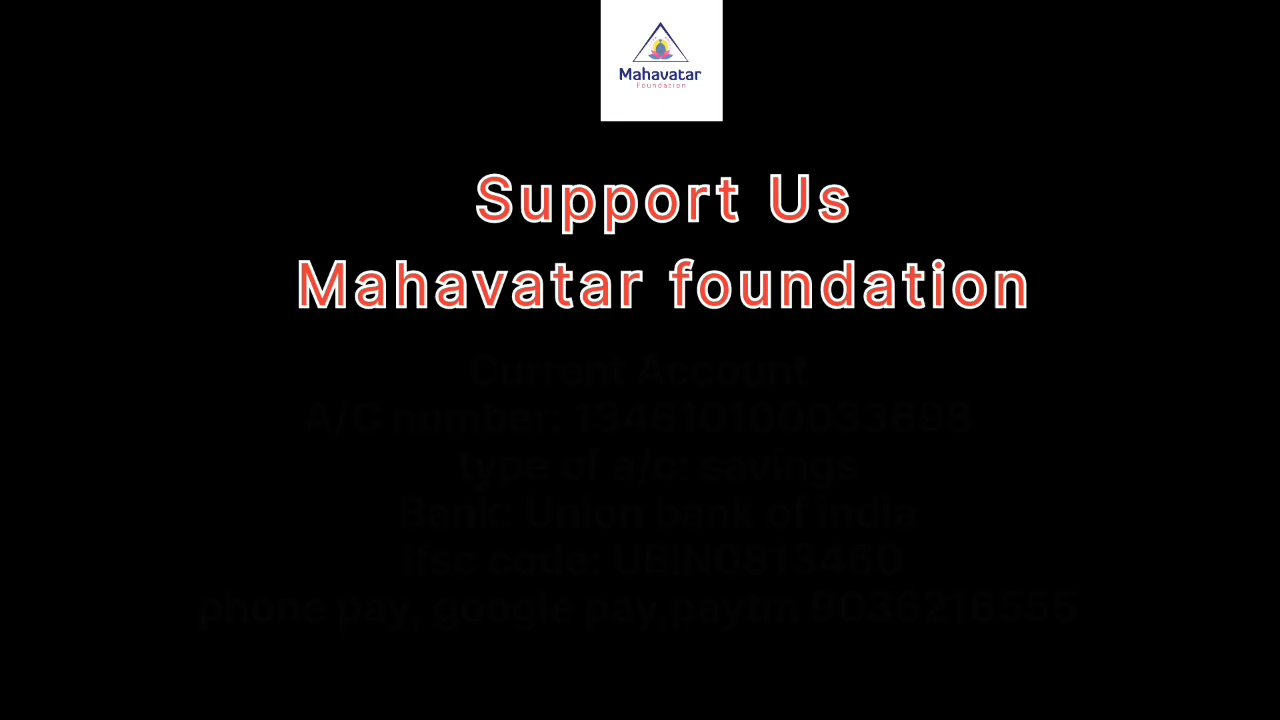 Mahavatar
Foundation
Support Us
Mahavatar foundation
Current Account
A/C number:
type of a/c: savings
Bank: Union bank of india
Ifsc code:
phone pay, google pay,paytm 9036216555